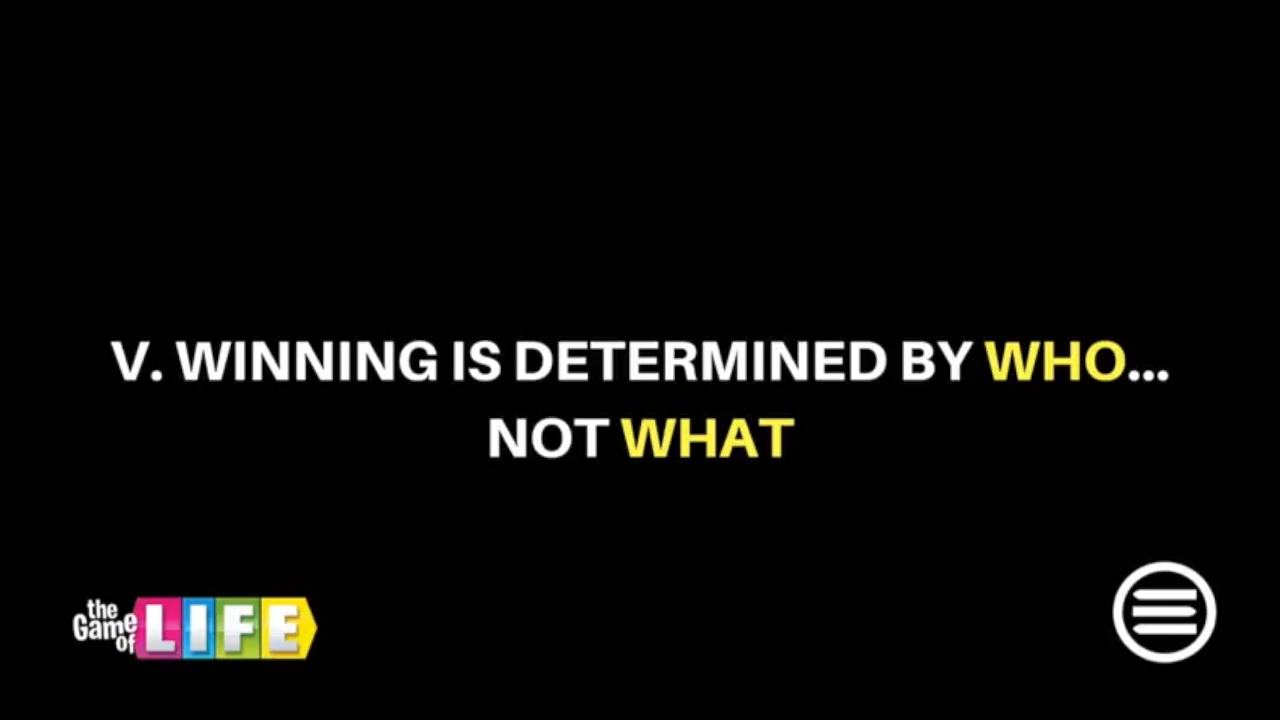 V. WINNING IS DETERMINED BY WHO...
NOT WHAT
the
Game
of
LIFE